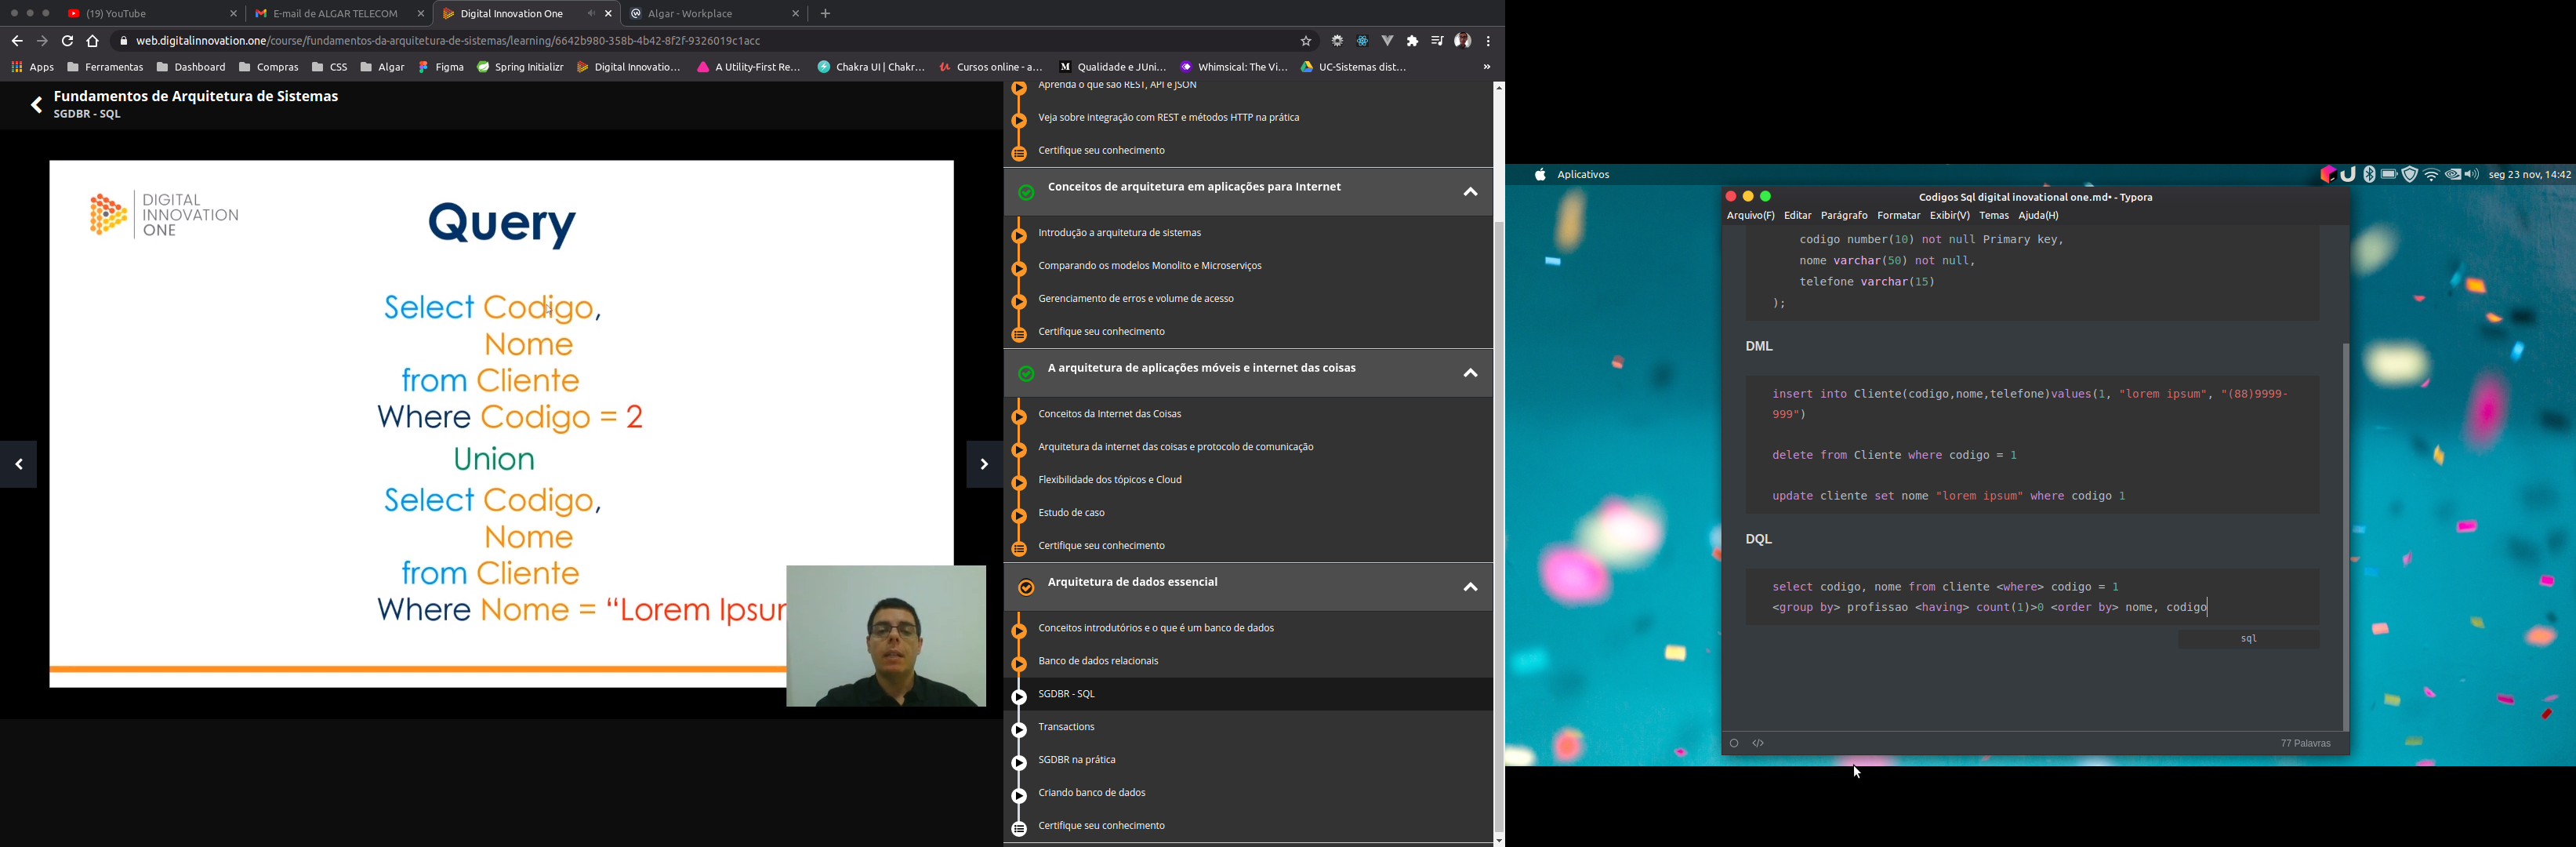 (19) YouTube
E-mail de ALGAR TELECOM
Digital Innovation One
Algar - Workplace
web.digitalinnovation.one/course/fundamentos-da-arquitetura-de-sistemas/learning/6642b980-358b-4b42-8f2f-9326019c1acc
Apps
Ferramentas
Dashboard
Compras
CSS
Algar
Figma
Spring Initializr
Digital Innovatio...
A Utility-First Re...
Chakra UI | Chakr...
Cursos online - a...
Qualidade e JUni...
Whimsical: The Vi...
UC-Sistemas dist...
»
Fundamentos de Arquitetura de Sistemas
SGDBR - SQL
DIGITAL
INNOVATION
ONE
Query
Select Codigo,
Nome
from Cliente
Where Codigo = 2
Union
Select Codigo,
Nome
from Cliente
Where Nome = “Lorem Ipsu
Aprenda o que são REST, API e JSON
Veja sobre integração com REST e métodos HTTP na prática
Certifique seu conhecimento
Conceitos de arquitetura em aplicações para Internet
Introdução a arquitetura de sistemas
Comparando os modelos Monolito e Microserviços
Gerenciamento de erros e volume de acesso
Certifique seu conhecimento
A arquitetura de aplicações móveis e internet das coisas
Conceitos da Internet das Coisas
Arquitetura da internet das coisas e protocolo de comunicação
Flexibilidade dos tópicos e Cloud
Estudo de caso
Certifique seu conhecimento
Arquitetura de dados essencial
Conceitos introdutórios e o que é um banco de dados
Banco de dados relacionais
SGDBR - SQL
Transactions
SGDBR na prática
Criando banco de dados
Certifique seu conhecimento
Aplicativos
seg 23 nov, 14:42
Codigos Sql digital inovational one.md• - Typora
Arquivo(F) Editar Parágrafo Formatar Exibir(V) Temas Ajuda(H)
codigo number(10) not null Primary key,
nome varchar(50) not null,
telefone varchar(15)
);
DML
insert into Cliente(codigo,nome,telefone)values(1, "lorem ipsum", "(88)9999-
999")
delete from Cliente where codigo = 1
update cliente set nome "lorem ipsum" where codigo 1
DQL
select codigo, nome from cliente <where> codigo = 1
<group by> profissao <having> count(1)>0 <order by> nome, codigo
sql
77 Palavras